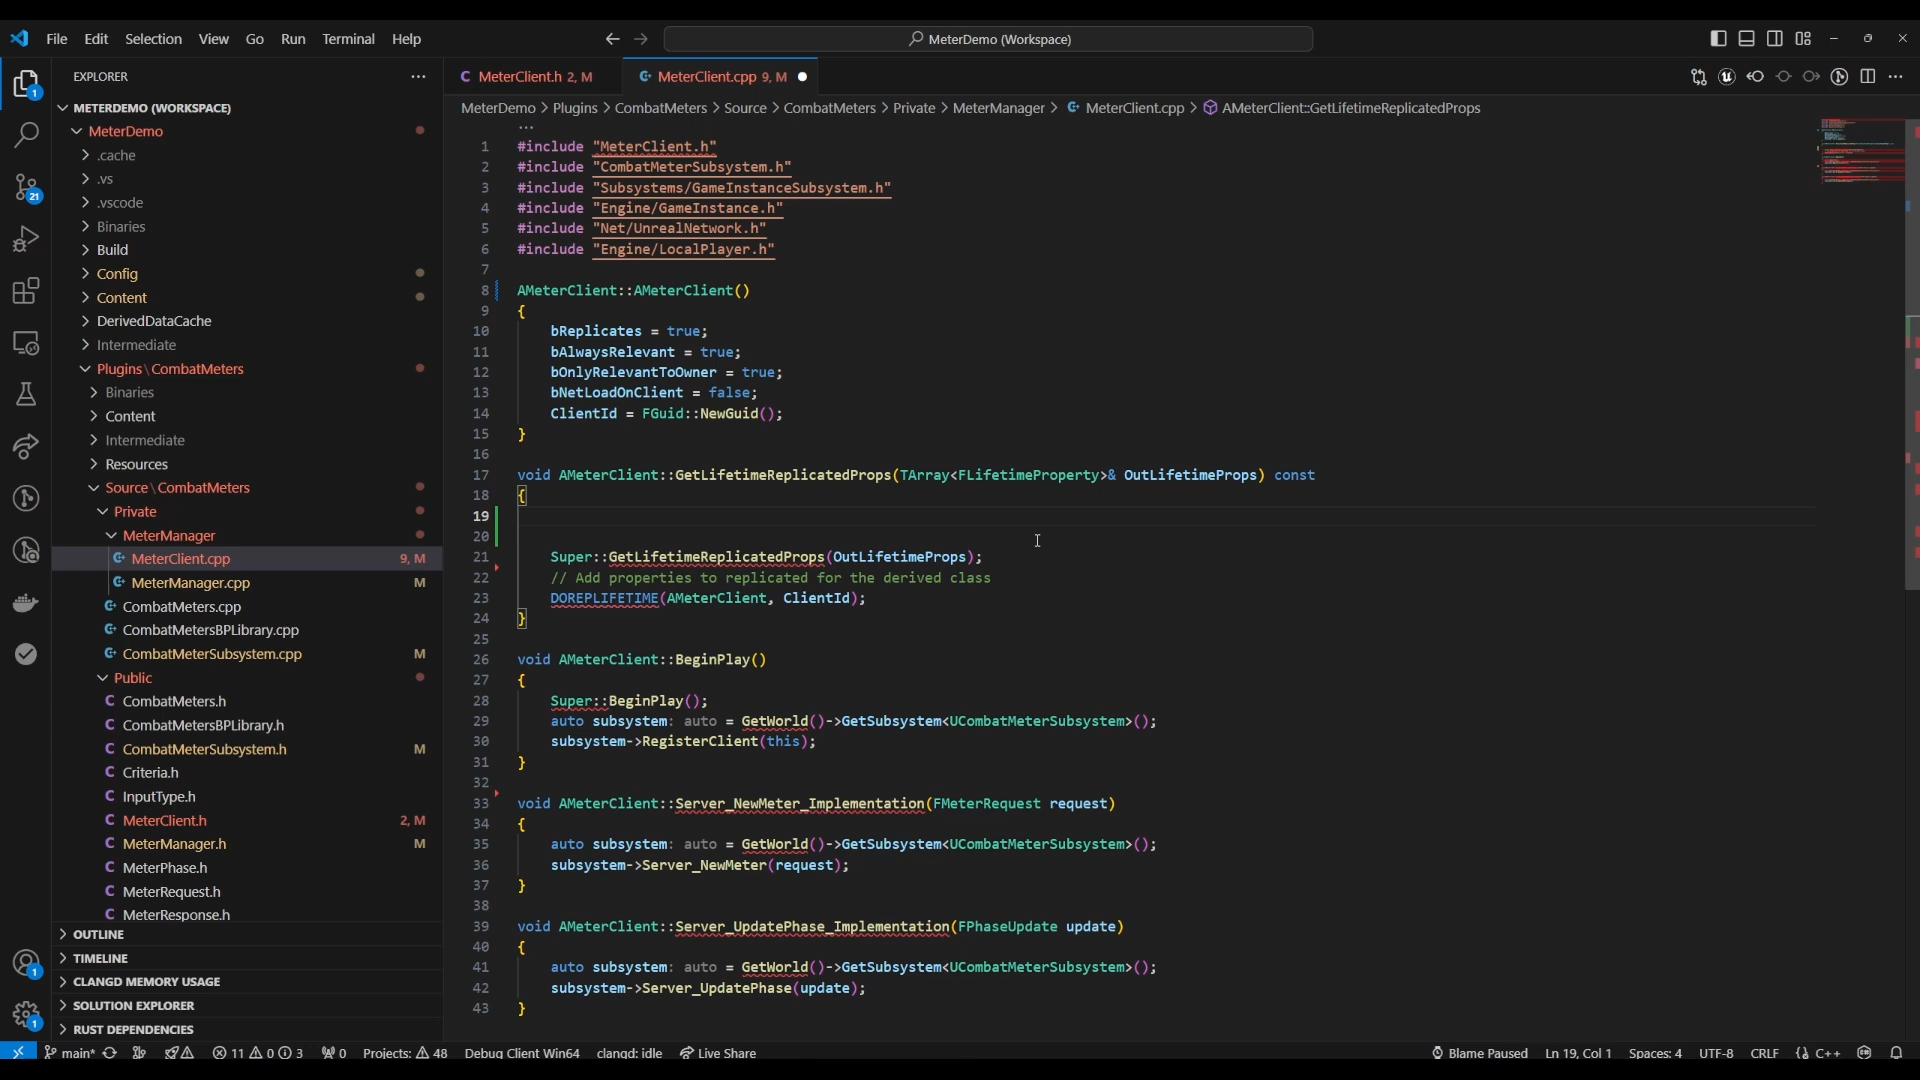 File Edit Selection View Go Run Terminal Help
MeterDemo (Workspace)
EXPLORER
MeterClient.h 2, M
MeterClient.cpp 9, M
METERDEMO (WORKSPACE)
MeterDemo > Plugins > CombatMeters > Source > CombatMeters > Private > MeterManager > MeterClient.cpp > AMeterClient::GetLifetimeReplicatedProps
MeterDemo
.cache
.vs
.vscode
Binaries
Build
Config
Content
DerivedDataCache
Intermediate
Plugins\CombatMeters
Binaries
Content
Intermediate
Resources
Source\CombatMeters
Private
MeterManager
MeterClient.cpp 9, M
MeterManager.cpp M
CombatMeters.cpp
CombatMetersBPLibrary.cpp
CombatMeterSubsystem.cpp M
Public
CombatMeters.h
CombatMetersBPLibrary.h
CombatMeterSubsystem.h M
Criteria.h
InputType.h
MeterClient.h 2, M
MeterManager.h M
MeterPhase.h
MeterRequest.h
MeterResponse.h
OUTLINE
TIMELINE
CLANGD MEMORY USAGE
SOLUTION EXPLORER
RUST DEPENDENCIES
1
21
1
1
...
1 #include "MeterClient.h"
2 #include "CombatMeterSubsystem.h"
3 #include "Subsystems/GameInstanceSubsystem.h"
4 #include "Engine/GameInstance.h"
5 #include "Net/UnrealNetwork.h"
6 #include "Engine/LocalPlayer.h"
7
8 AMeterClient::AMeterClient()
9 {
10 bReplicates = true;
11 bAlwaysRelevant = true;
12 bOnlyRelevantToOwner = true;
13 bNetLoadOnClient = false;
14 ClientId = FGuid::NewGuid();
15 }
16
17 void AMeterClient::GetLifetimeReplicatedProps(TArray<FLifetimeProperty>& OutLifetimeProps) const
18 {
19
20
21 Super::GetLifetimeReplicatedProps(OutLifetimeProps);
22 // Add properties to replicated for the derived class
23 DOREPLIFETIME(AMeterClient, ClientId);
24 }
25
26 void AMeterClient::BeginPlay()
27 {
28 Super::BeginPlay();
29 auto subsystem: auto = GetWorld()->GetSubsystem<UCombatMeterSubsystem>();
30 subsystem->RegisterClient(this);
31 }
32
33 void AMeterClient::Server_NewMeter_Implementation(FMeterRequest request)
34 {
35 auto subsystem: auto = GetWorld()->GetSubsystem<UCombatMeterSubsystem>();
36 subsystem->Server_NewMeter(request);
37 }
38
39 void AMeterClient::Server_UpdatePhase_Implementation(FPhaseUpdate update)
40 {
41 auto subsystem: auto = GetWorld()->GetSubsystem<UCombatMeterSubsystem>();
42 subsystem->Server_UpdatePhase(update);
43 }
main* 11 0 3 0 Projects: 48 Debug Client Win64 clangd: idle Live Share Blame Paused Ln 19, Col 1 Spaces: 4 UTF-8 CRLF {} C++